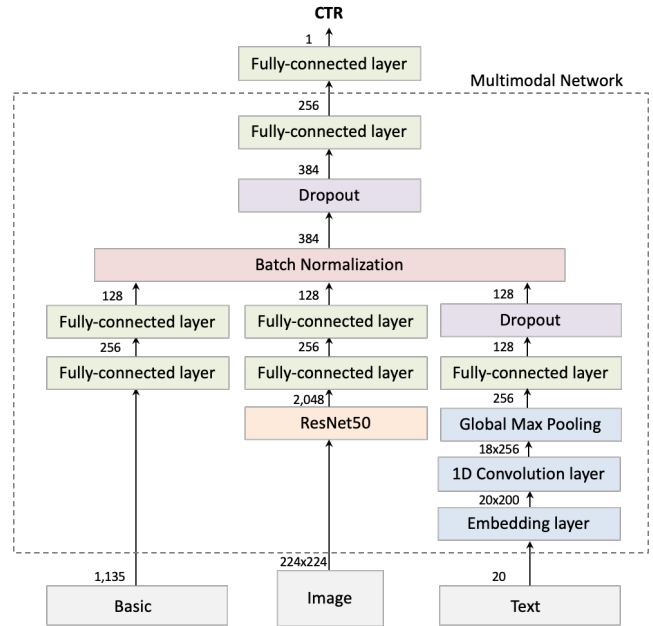 CTR
1
Fully-connected layer
Multimodal Network
256
Fully-connected layer
384
Dropout
384
Batch Normalization
128
128
128
Fully-connected layer
Fully-connected layer
Dropout
256
256
128
Fully-connected layer
Fully-connected layer
Fully-connected layer
2,048
256
ResNet50
Global Max Pooling
18x256
1D Convolution layer
20x200
Embedding layer
1,135
224x224
20
Basic
Image
Text